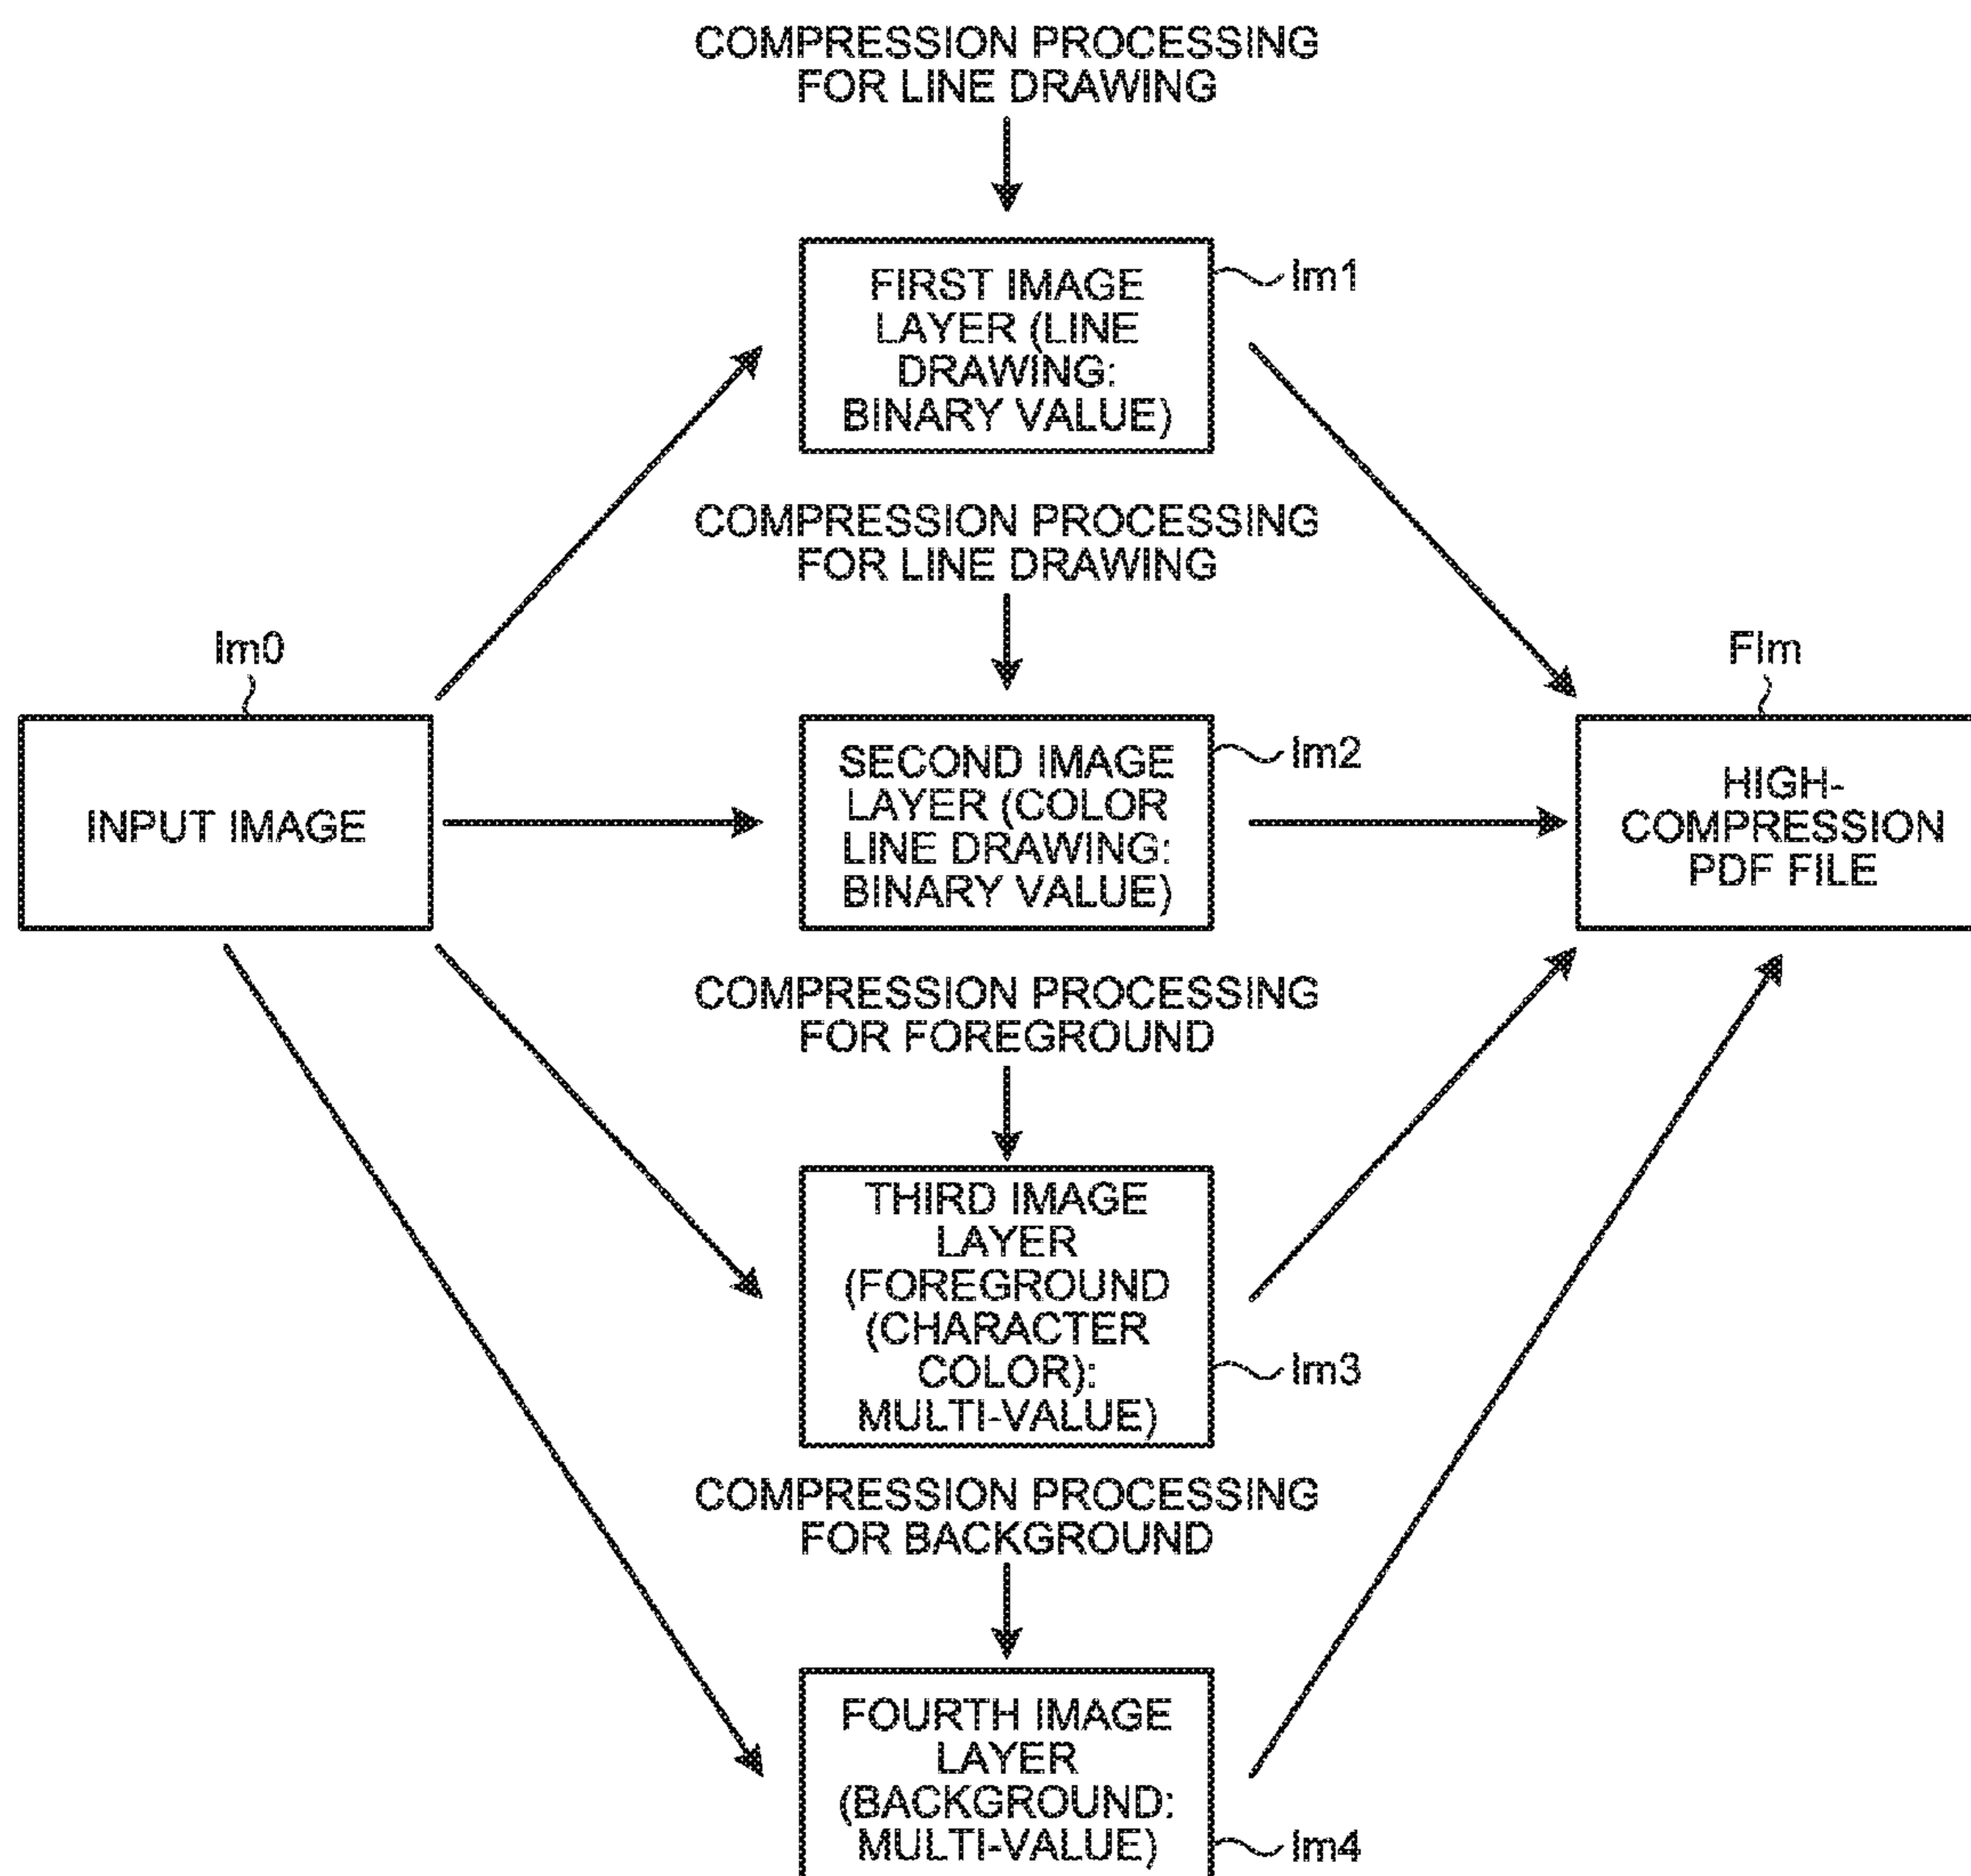 COMPRESSION PROCESSING
FOR LINE DRAWING
FIRST IMAGE
LAYER (LINE
DRAWING:
BINARY VALUE)
Im1
COMPRESSION PROCESSING
FOR LINE DRAWING
Im0
FIm
INPUT IMAGE
SECOND IMAGE
LAYER (COLOR
LINE DRAWING:
BINARY VALUE)
Im2
HIGH-
COMPRESSION
PDF FILE
COMPRESSION PROCESSING
FOR FOREGROUND
THIRD IMAGE
LAYER
(FOREGROUND
(CHARACTER
COLOR):
MULTI-VALUE)
Im3
COMPRESSION PROCESSING
FOR BACKGROUND
FOURTH IMAGE
LAYER
(BACKGROUND:
MULTI-VALUE)
Im4